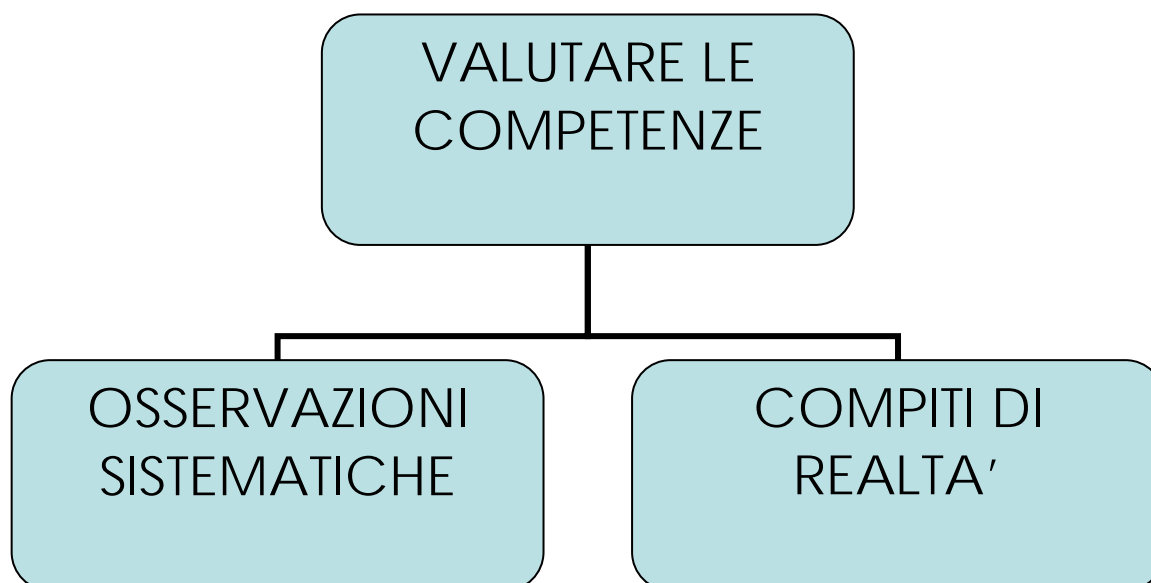 VALUTARE LE
COMPETENZE
OSSERVAZIONI
SISTEMATICHE
COMPITI DI
REALTA’